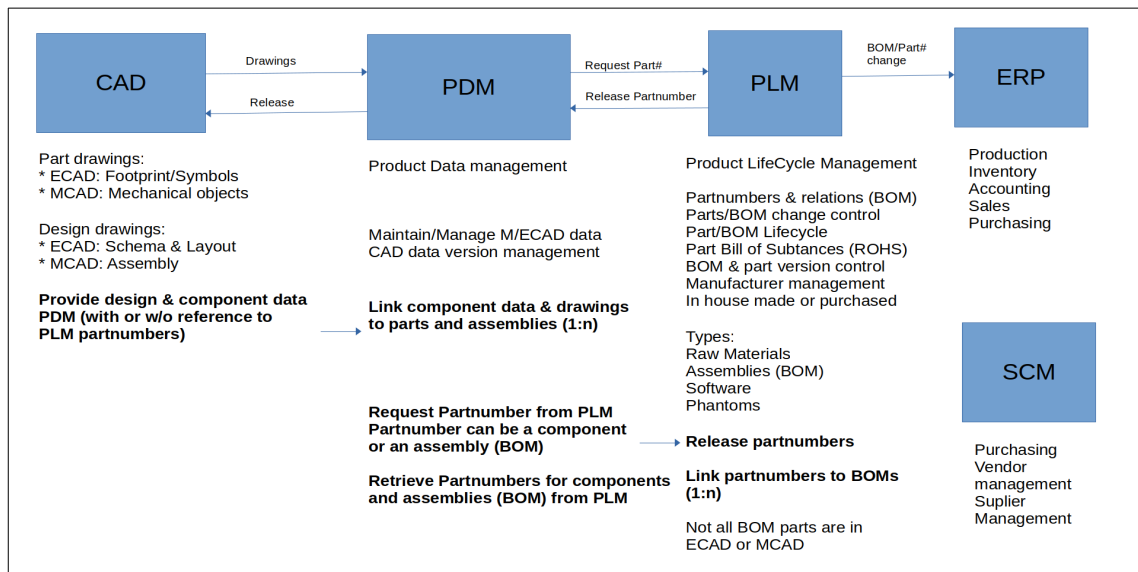 CAD
Drawings
Release
PDM
Request Part#
Release Partnumber
PLM
BOM/Part#
change
ERP
Part drawings:
* ECAD: Footprint/Symbols
* MCAD: Mechanical objects
Design drawings:
* ECAD: Schema & Layout
* MCAD: Assembly
Provide design & component data
PDM (with or w/o reference to
PLM partnumbers)
Product Data management
Maintain/Manage M/ECAD data
CAD data version management
Link component data & drawings
to parts and assemblies (1:n)
Request Partnumber from PLM
Partnumber can be a component
or an assembly (BOM)
Retrieve Partnumbers for components
and assemblies (BOM) from PLM
Product LifeCycle Management
Partnumbers & relations (BOM)
Parts/BOM change control
Part/BOM Lifecycle
Part Bill of Subtances (ROHS)
BOM & part version control
Manufacturer management
In house made or purchased
Types:
Raw Materials
Assemblies (BOM)
Software
Phantoms
Release partnumbers
Link partnumbers to BOMs
(1:n)
Not all BOM parts are in
ECAD or MCAD
Production
Inventory
Accounting
Sales
Purchasing
SCM
Purchasing
Vendor
management
Suplier
Management